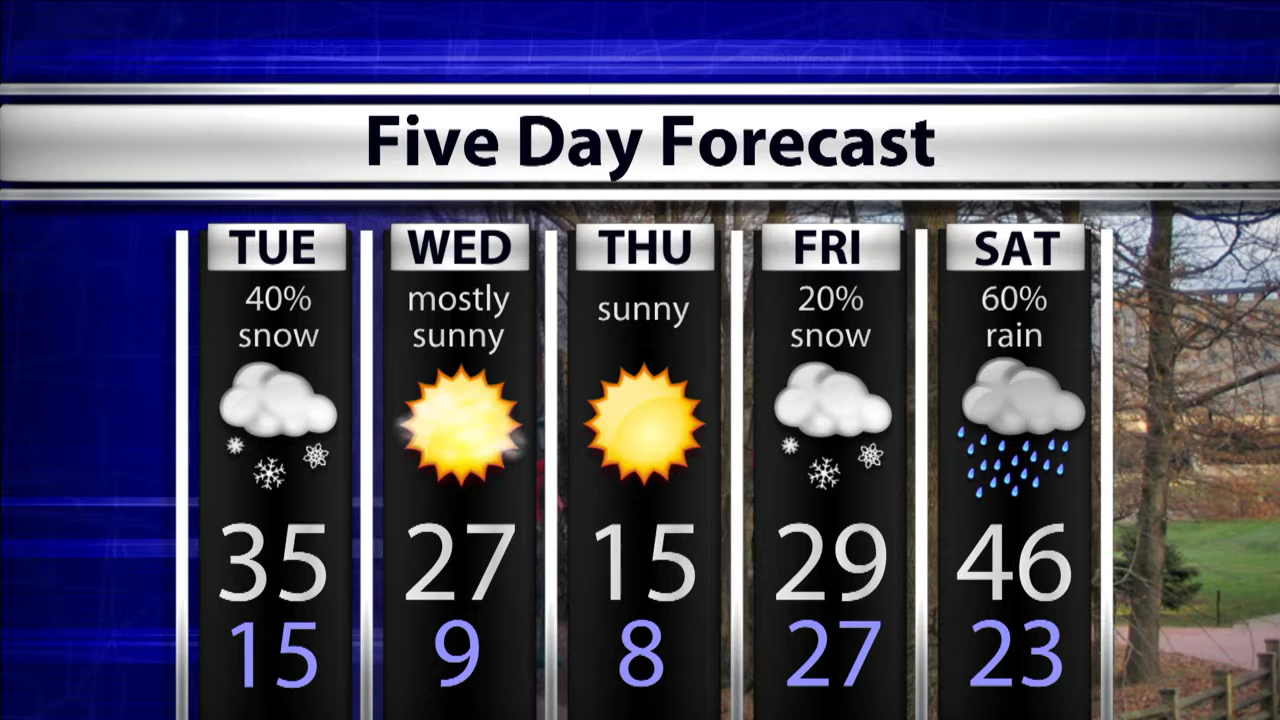 Five Day Forecast
TUE
40%
snow
35
15
WED
mostly
sunny
27
9
THU
sunny
15
8
FRI
20%
snow
29
27
SAT
60%
rain
46
23